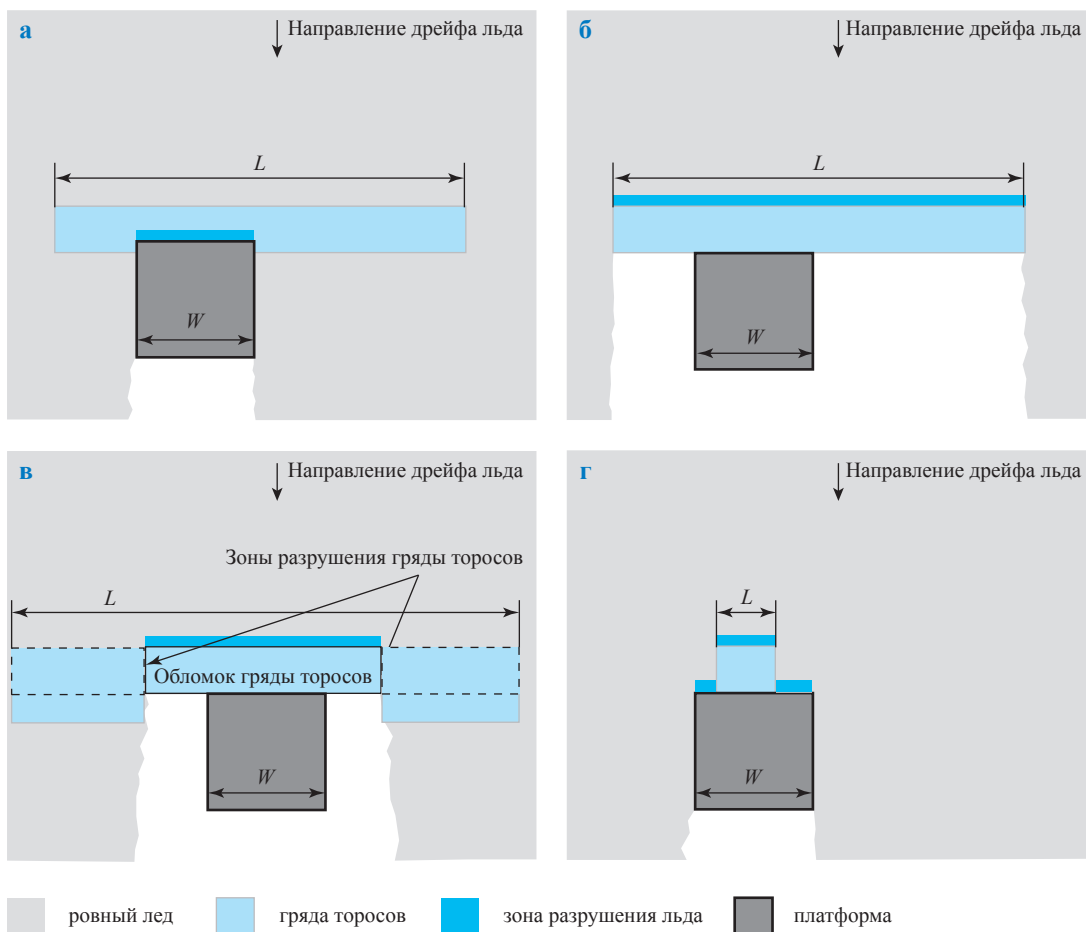 а
Направление дрейфа льда
L
W
б
Направление дрейфа льда
L
W
в
Направление дрейфа льда
Зоны разрушения гряды торосов
L
Обломок гряды торосов
W
г
Направление дрейфа льда
L
W
ровный лед
гряда торосов
зона разрушения льда
платформа